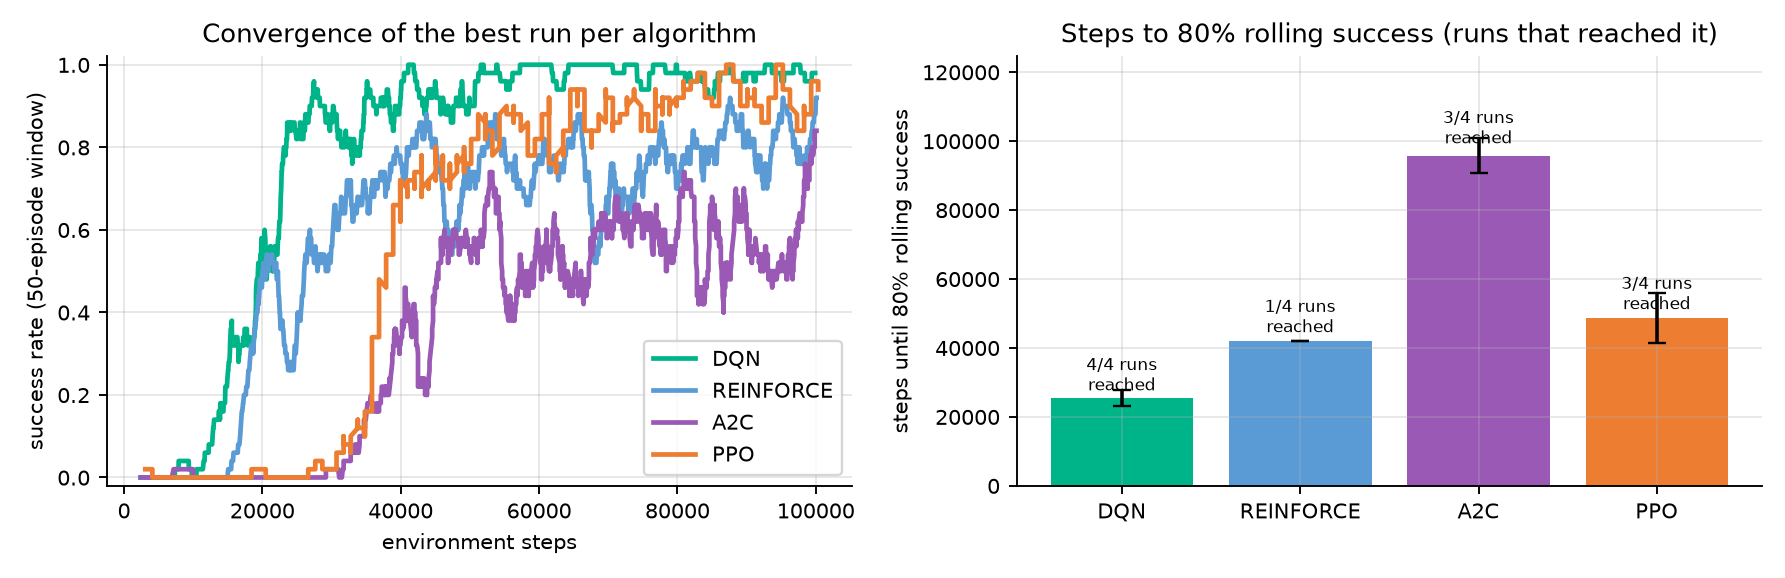 Convergence of the best run per algorithm
success rate (50-episode window)
1.0
0.8
0.6
0.4
0.2
0.0
0
20000
40000
60000
80000
100000
environment steps
DQN
REINFORCE
A2C
PPO
Steps to 80% rolling success (runs that reached it)
steps until 80% rolling success
120000
100000
80000
60000
40000
20000
0
4/4 runs
reached
1/4 runs
reached
3/4 runs
reached
3/4 runs
reached
DQN
REINFORCE
A2C
PPO